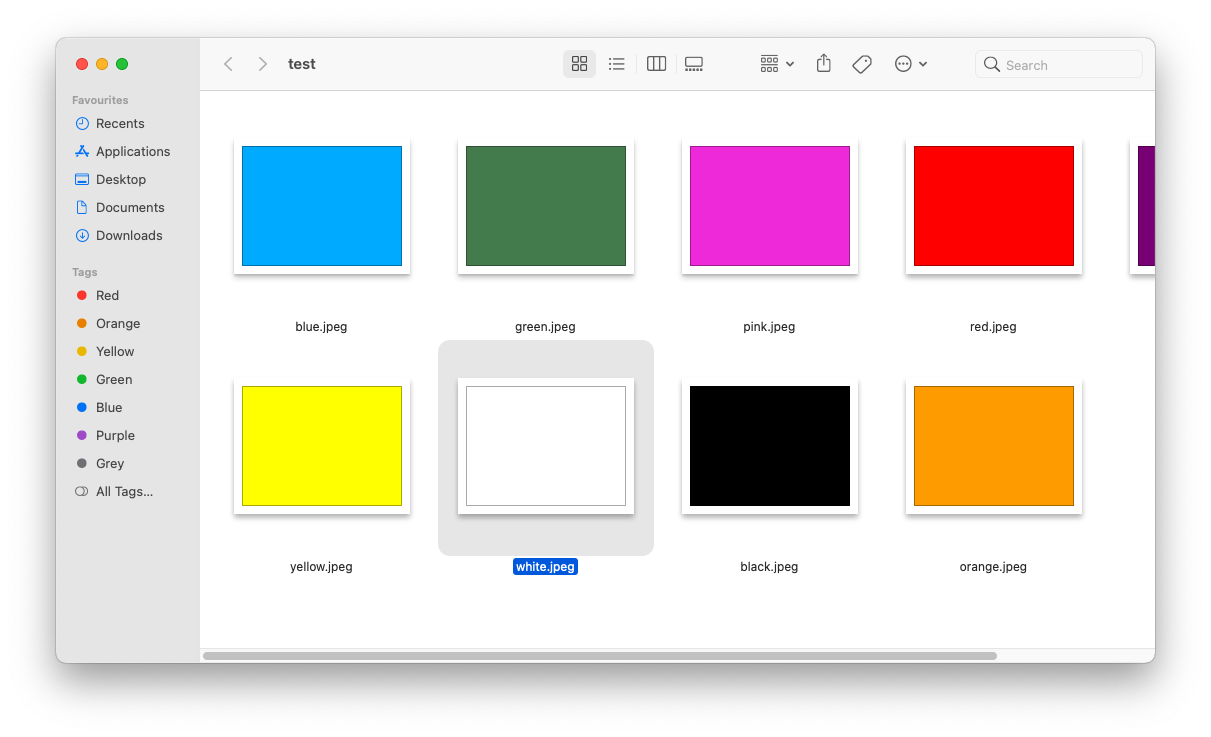 test
Search
Favourites
Recents
Applications
Desktop
Documents
Downloads
Tags
Red
Orange
Yellow
Green
Blue
Purple
Grey
All Tags...
blue.jpeg
green.jpeg
pink.jpeg
red.jpeg
yellow.jpeg
white.jpeg
black.jpeg
orange.jpeg